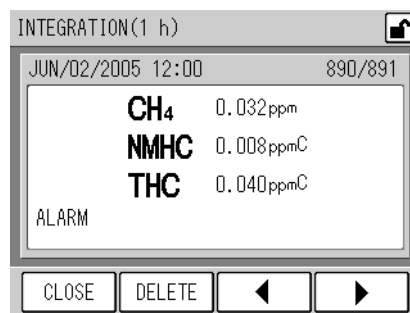 INTEGRATION(1 h)
JUN/02/2005 12:00 890/891
CH4 0.032ppm
NMHC 0.008ppmC
THC 0.040ppmC
ALARM
CLOSE DELETE